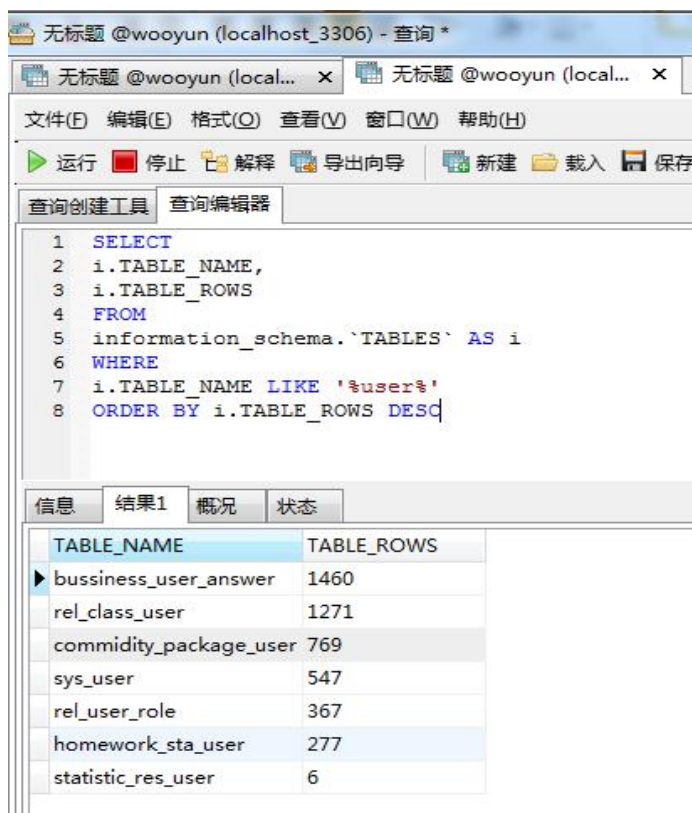 无标题 @wooyun (localhost_3306) - 查询 *
无标题 @wooyun (local... x 无标题 @wooyun (local... x
文件(F) 编辑(E) 格式(O) 查看(V) 窗口(W) 帮助(H)
运行 停止 解释 导出向导 新建 载入 保存
查询创建工具 查询编辑器
1 SELECT
2 i.TABLE_NAME,
3 i.TABLE_ROWS
4 FROM
5 information_schema.`TABLES` AS i
6 WHERE
7 i.TABLE_NAME LIKE '%user%'
8 ORDER BY i.TABLE_ROWS DESC
信息 结果1 概况 状态
TABLE_NAME TABLE_ROWS
bussiness_user_answer 1460
rel_class_user 1271
commidity_package_user 769
sys_user 547
rel_user_role 367
homework_sta_user 277
statistic_res_user 6